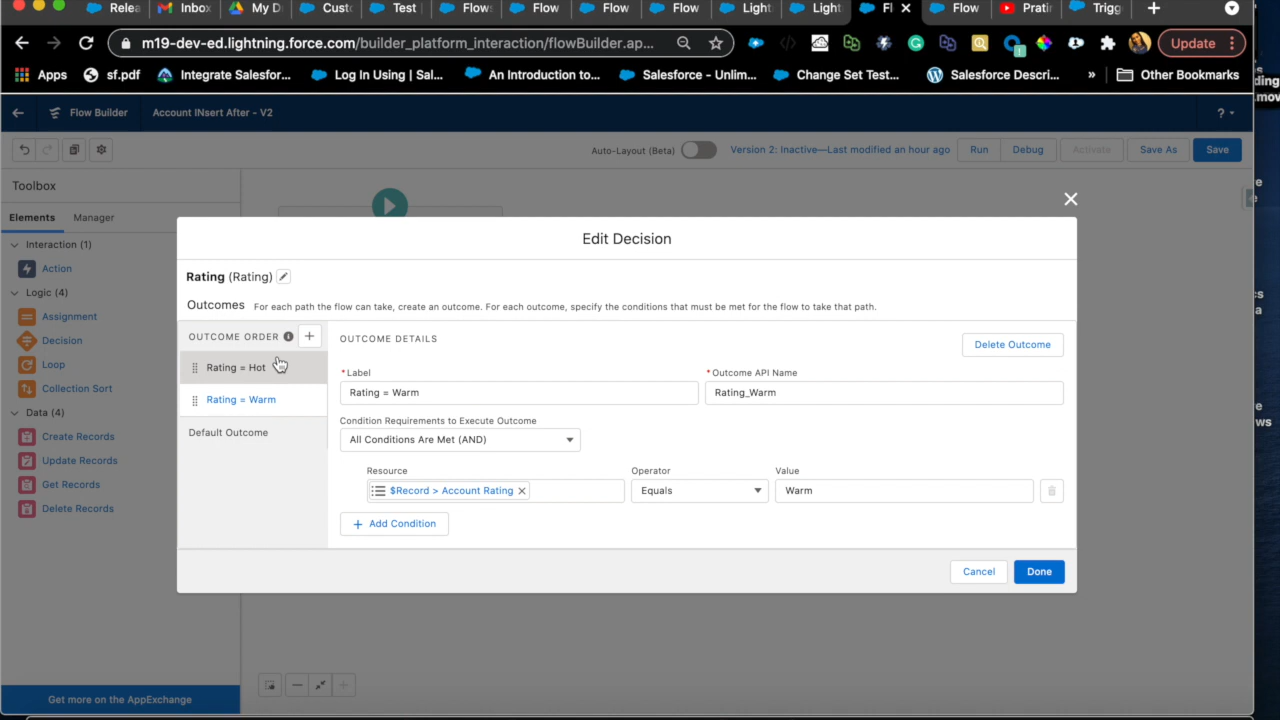 Relea
Inbox
My D
Custo
Test
Flows
Flow
Flow
Flow
Light
Light
Fl
Flow
Pratin
Trigg
m19-dev-ed.lightning.force.com/builder_platform_interaction/flowBuilder.ap...
1
Update
Apps
sf.pdf
Integrate Salesfor...
Log In Using | Sal...
An Introduction to...
Salesforce - Unlim...
Change Set Test...
Salesforce Descri...
»
Other Bookmarks
ding
.mov
Flow Builder
Account INsert After - V2
?
Auto-Layout (Beta)
Version 2: Inactive—Last modified an hour ago
Run
Debug
Activate
Save As
Save
Toolbox
Elements
Manager
Interaction (1)
Action
Logic (4)
Assignment
Decision
Loop
Collection Sort
Data (4)
Create Records
Update Records
Get Records
Delete Records
Get more on the AppExchange
Edit Decision
Rating (Rating)
Outcomes For each path the flow can take, create an outcome. For each outcome, specify the conditions that must be met for the flow to take that path.
OUTCOME ORDER
Rating = Hot
Rating = Warm
Default Outcome
OUTCOME DETAILS
Delete Outcome
*Label
Rating = Warm
*Outcome API Name
Rating_Warm
Condition Requirements to Execute Outcome
All Conditions Are Met (AND)
Resource
$Record > Account Rating
Operator
Equals
Value
Warm
+ Add Condition
Cancel
Done